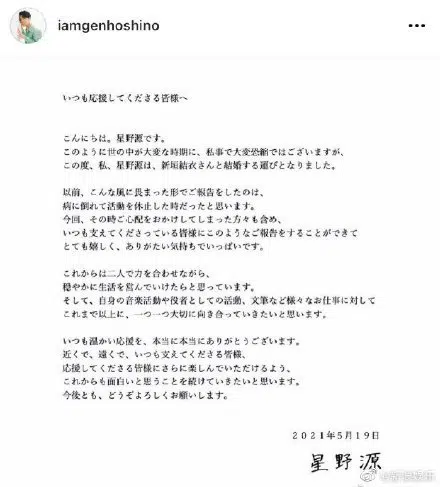 iamgenhoshino
いつも応援してくださる皆様へ
こんにちは。星野源です。
このように世の中が大変な時期に、私事で大変恐縮ではございますが、
この度、私、星野源は、新垣結衣さんと結婚する運びとなりました。
以前、こんな風に畏まった形でご報告をしたのは、
病に倒れて活動を休止した時だったと思います。
今回、その時ご心配をおかけしてしまった方々も含め、
いつも支えてくださっている皆様にこのようなご報告をすることができて
とても嬉しく、ありがたい気持ちでいっぱいです。
これからは二人で力を合わせながら、
穏やかに生活を営んでいけたらと思っています。
そして、自身の音楽活動や役者としての活動、文筆など様々なお仕事に対して
これまで以上に、一つ一つ大切に向き合っていきたいと思います。
いつも温かい応援を、本当に本当にありがとうございます。
近くで、遠くで、いつも支えてくださる皆様、
応援してくださる皆様にさらに楽しんでいただけるよう、
これからも面白いと思うことを続けていきたいと思います。
今後とも、どうぞよろしくお願いします。
2021年5月19日
星野源